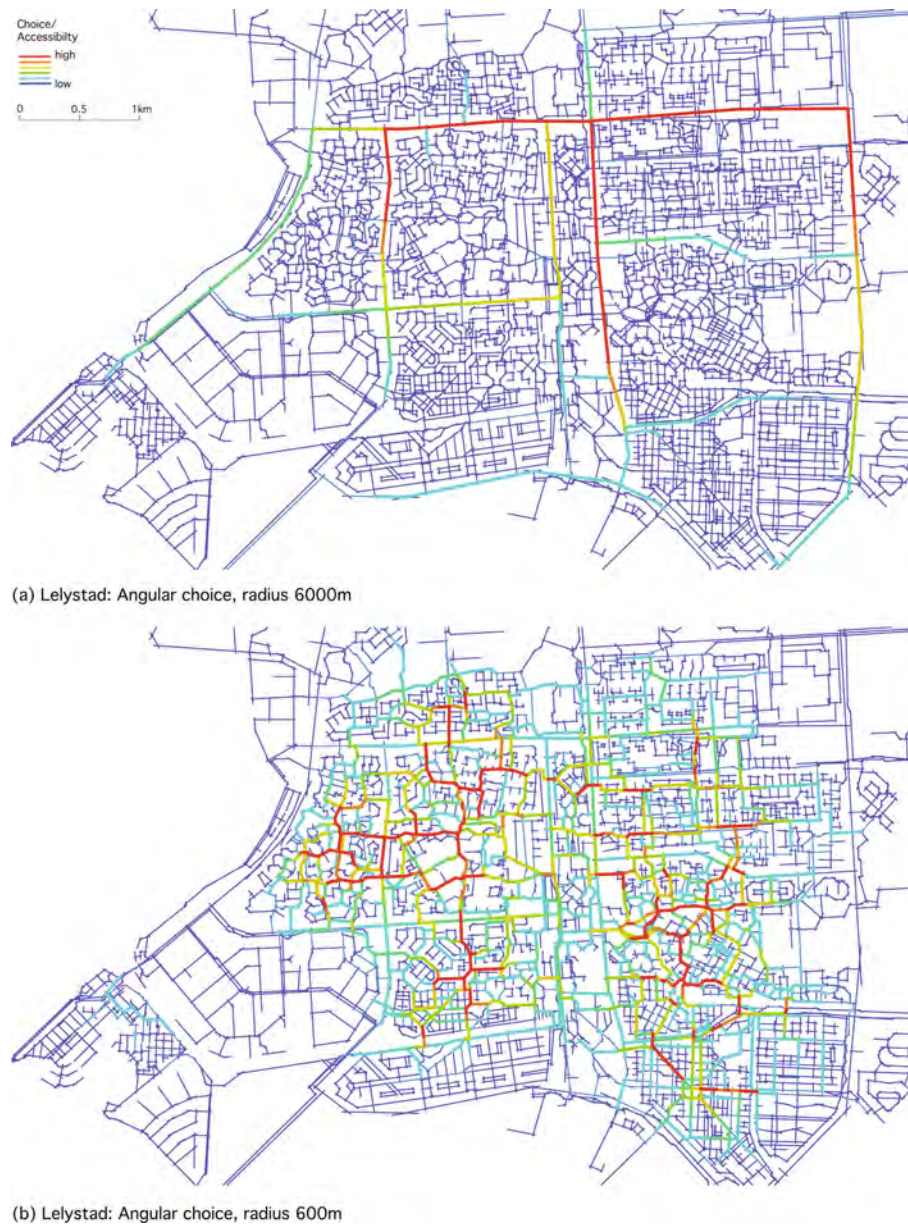 Choice/
Accessibilty
high
low
0 0.5 1km
(a) Lelystad: Angular choice, radius 6000m
(b) Lelystad: Angular choice, radius 600m